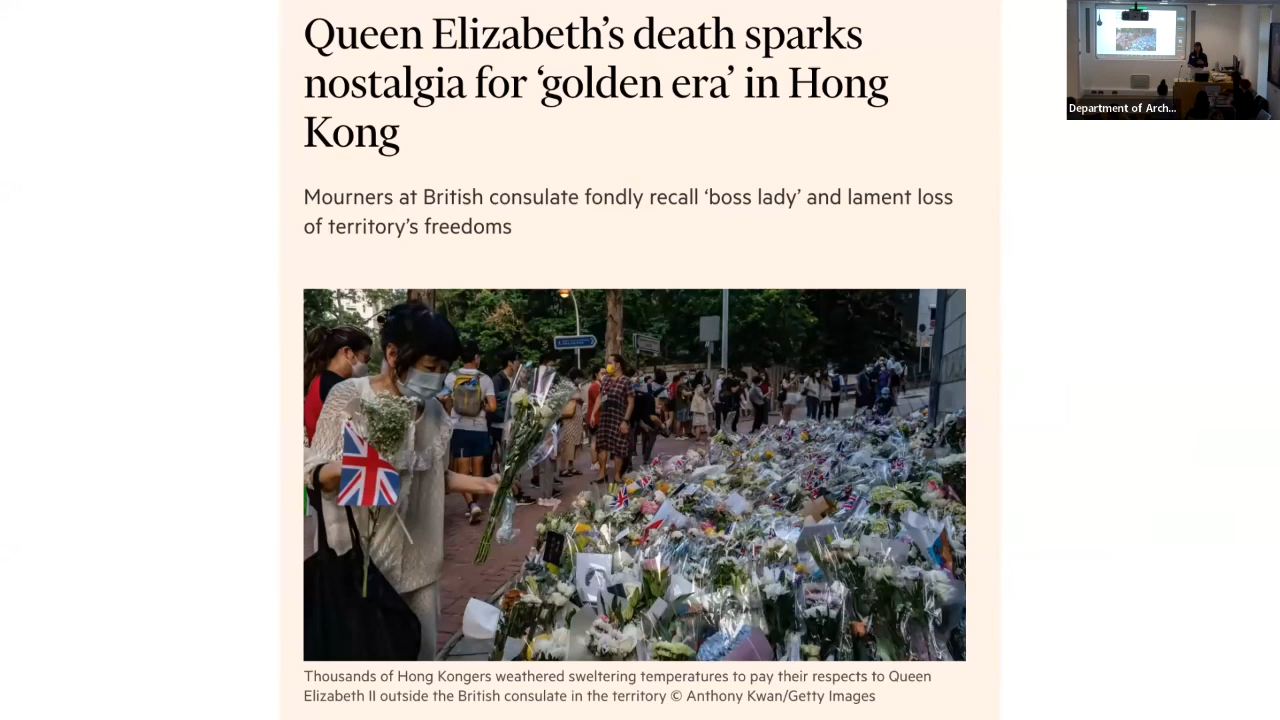 Queen Elizabeth’s death sparks
nostalgia for ‘golden era’ in Hong
Kong
Mourners at British consulate fondly recall ‘boss lady’ and lament loss
of territory’s freedoms
Thousands of Hong Kongers weathered sweltering temperatures to pay their respects to Queen
Elizabeth II outside the British consulate in the territory © Anthony Kwan/Getty Images
Department of Arch...